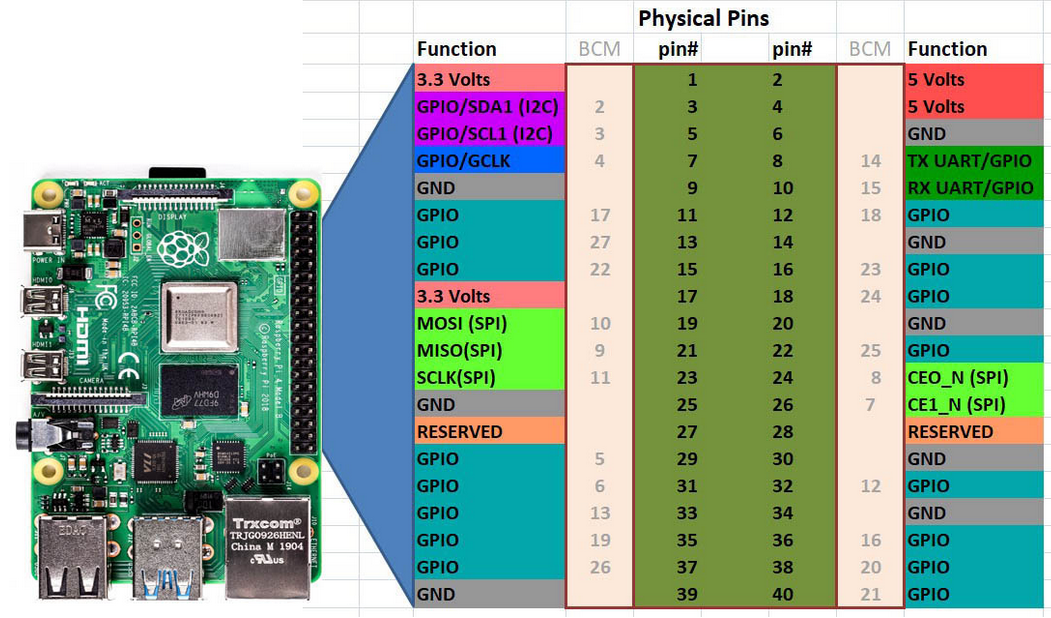 Physical Pins
Function BCM pin# pin# BCM Function
3.3 Volts 1 2 5 Volts
GPIO/SDA1 (I2C) 2 3 4 5 Volts
GPIO/SCL1 (I2C) 3 5 6 GND
GPIO/GCLK 4 7 8 14 TX UART/GPIO
GND 9 10 15 RX UART/GPIO
GPIO 17 11 12 18 GPIO
GPIO 27 13 14 GND
GPIO 22 15 16 23 GPIO
3.3 Volts 17 18 24 GPIO
MOSI (SPI) 10 19 20 GND
MISO(SPI) 9 21 22 25 GPIO
SCLK(SPI) 11 23 24 8 CEO_N (SPI)
GND 25 26 7 CE1_N (SPI)
RESERVED 27 28 RESERVED
GPIO 5 29 30 GND
GPIO 6 31 32 12 GPIO
GPIO 13 33 34 GND
GPIO 19 35 36 16 GPIO
GPIO 26 37 38 20 GPIO
GND 39 40 21 GPIO
DISPLAY
POWER IN
HDMI0
HDMI
HDMI1
CAMERA
A/V
Raspberry Pi 4 Model B
© Raspberry Pi 2018
9FD77
D9WHV
PoE
EDAC
Trxcom®
TRJG0926HENL
China M 1904
ETHERNET